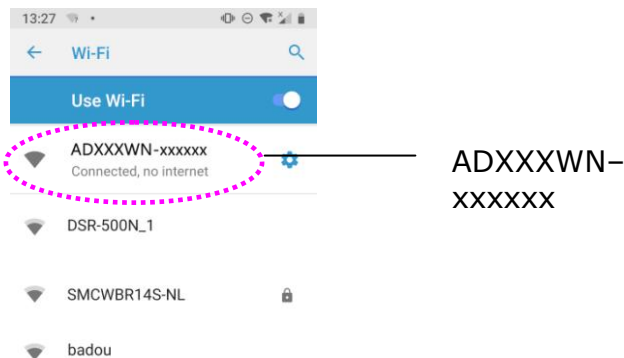 13:27
Wi-Fi
Use Wi-Fi
ADXXXWN-xxxxxx
Connected, no internet
ADXXXWN–
xxxxxx
DSR-500N_1
SMCWBR14S-NL
badou